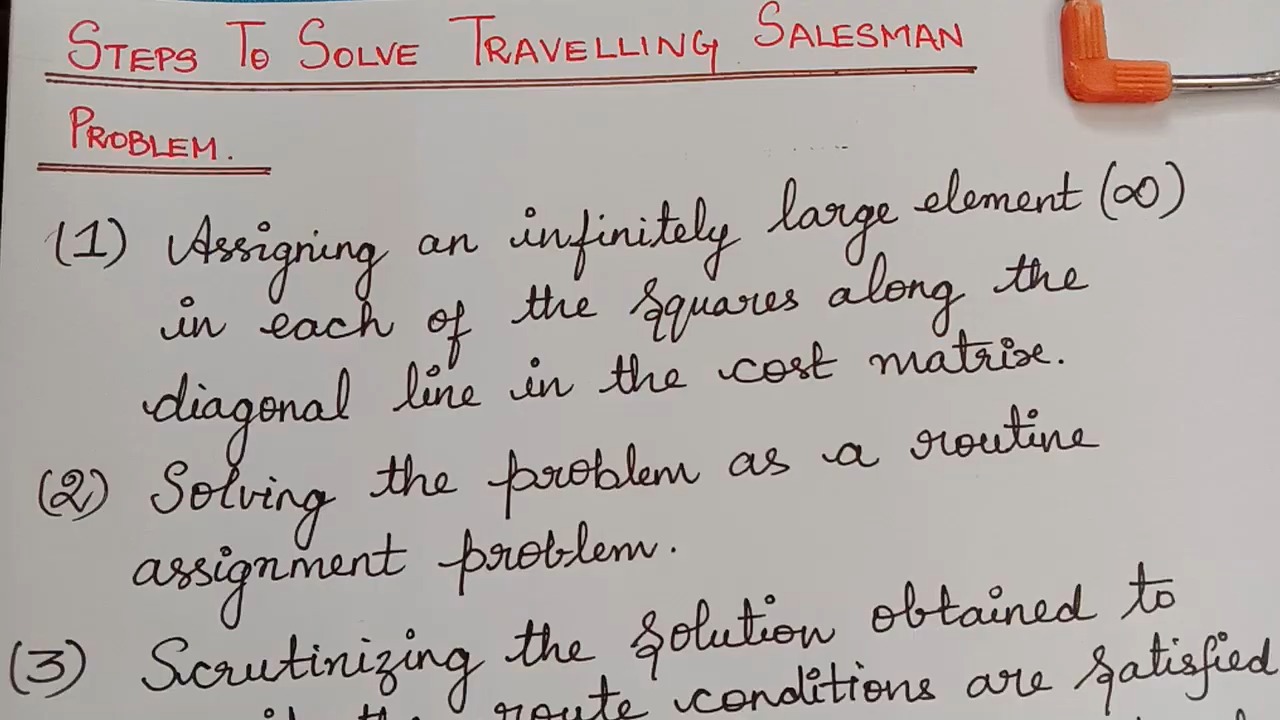 STEPS TO SOLVE TRAVELLING SALESMAN
PROBLEM.
(1) Assigning an infinitely large element (∞)
in each of the squares along the
diagonal line in the cost matrix.
(2) Solving the problem as a routine
assignment problem.
(3) Scrutinizing the solution obtained to
the route conditions are satisfied